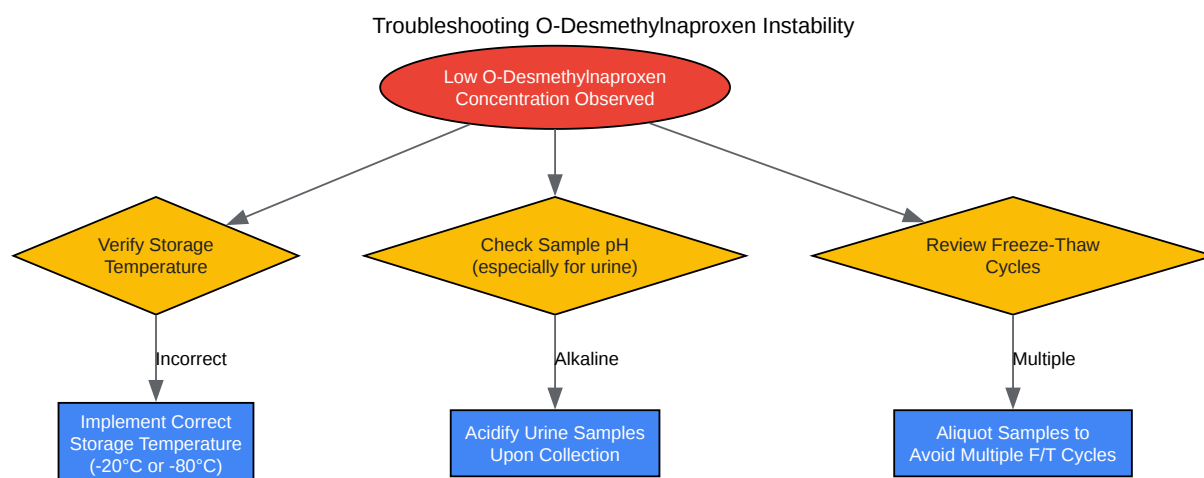 Troubleshooting O-Desmethylnaproxen Instability
Low O-Desmethylnaproxen
Concentration Observed
Verify Storage
Temperature
Check Sample pH
(especially for urine)
Review Freeze-Thaw
Cycles
Incorrect
Alkaline
Multiple
Implement Correct
Storage Temperature
(-20°C or -80°C)
Acidify Urine Samples
Upon Collection
Aliquot Samples to
Avoid Multiple F/T Cycles